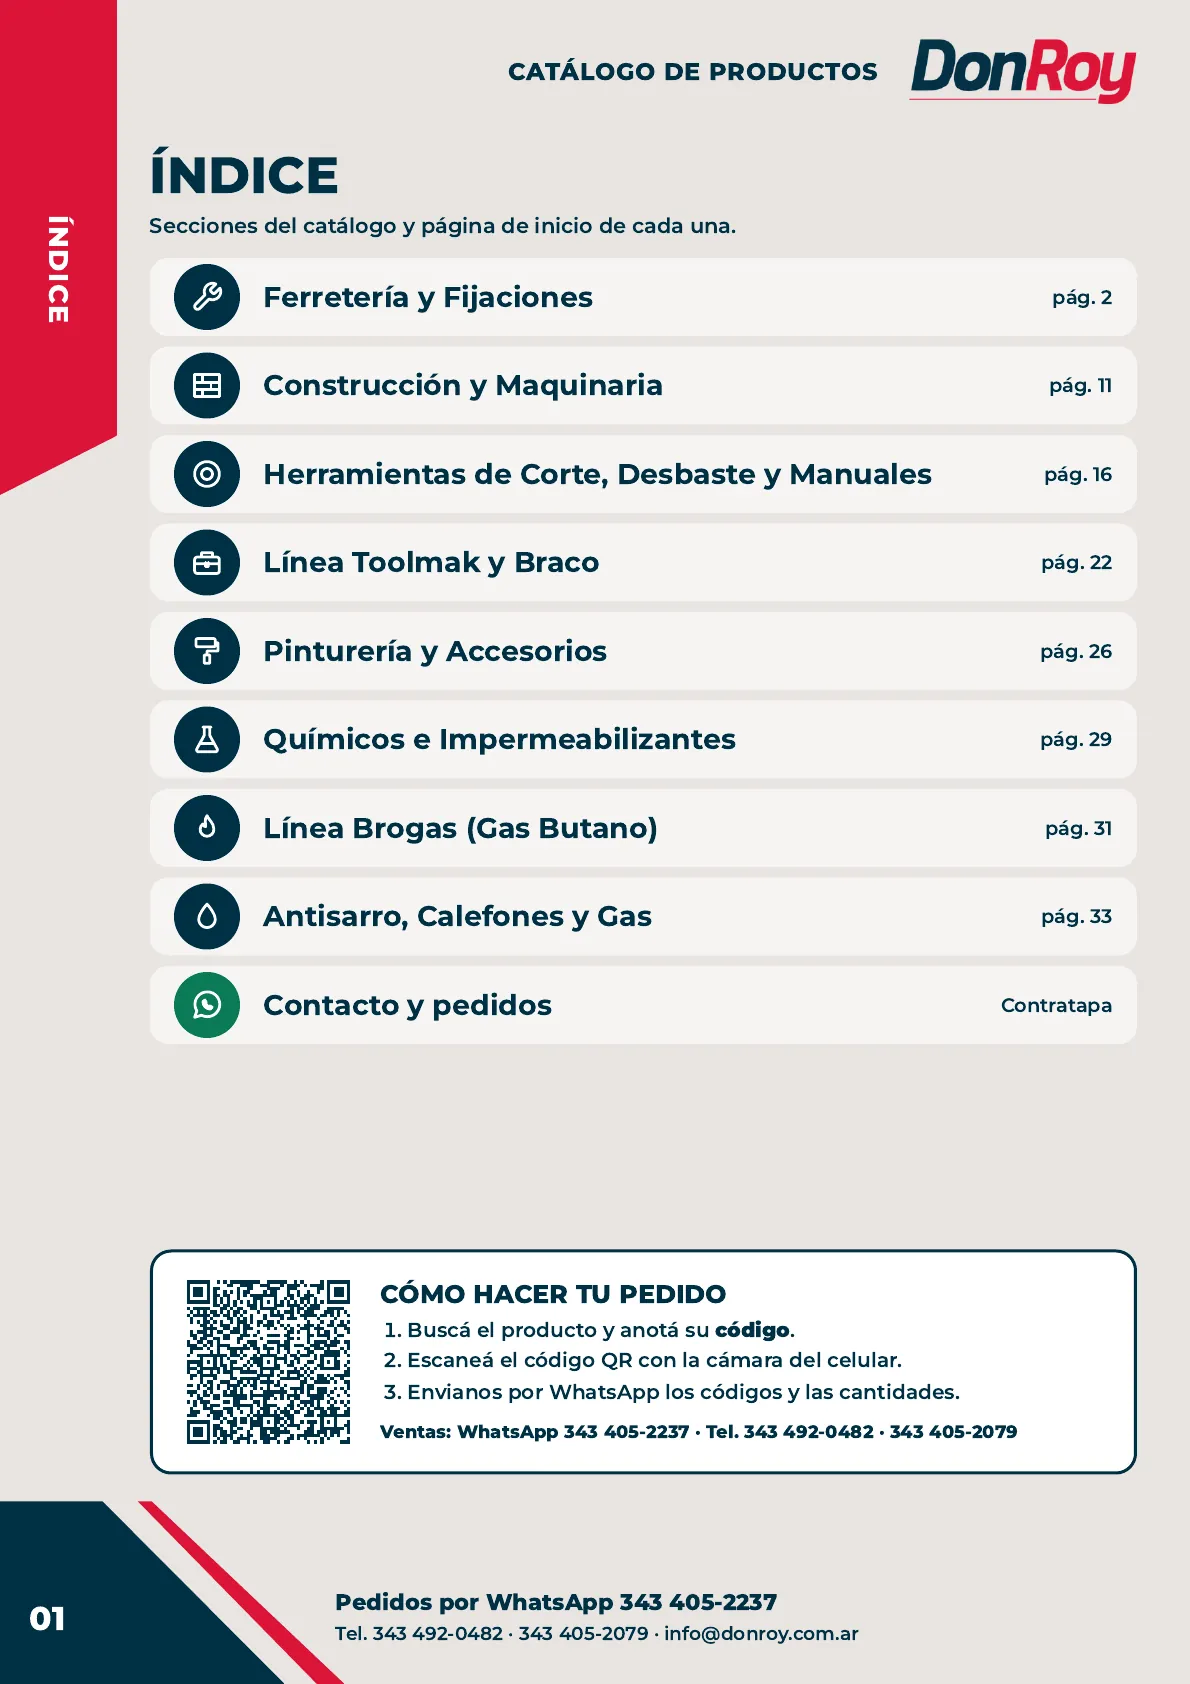 CATÁLOGO DE PRODUCTOS
DonRoy
ÍNDICE
ÍNDICE
Secciones del catálogo y página de inicio de cada una.
Ferretería y Fijaciones pág. 2
Construcción y Maquinaria pág. 11
Herramientas de Corte, Desbaste y Manuales pág. 16
Línea Toolmak y Braco pág. 22
Pinturería y Accesorios pág. 26
Químicos e Impermeabilizantes pág. 29
Línea Brogas (Gas Butano) pág. 31
Antisarro, Calefones y Gas pág. 33
Contacto y pedidos Contratapa
CÓMO HACER TU PEDIDO
1. Buscá el producto y anotá su código.
2. Escaneá el código QR con la cámara del celular.
3. Envianos por WhatsApp los códigos y las cantidades.
Ventas: WhatsApp 343 405-2237 · Tel. 343 492-0482 · 343 405-2079
01
Pedidos por WhatsApp 343 405-2237
Tel. 343 492-0482 · 343 405-2079 · info@donroy.com.ar